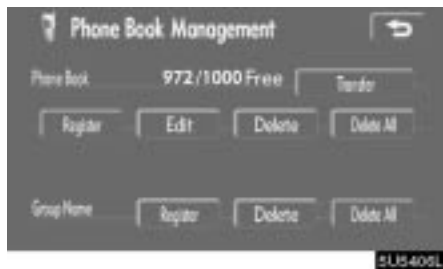 Phone Book Management
Phone Book 972/1000 Free Transfer
Register Edit Delete Delete All
Group Name Register Delete Delete All
5US406L